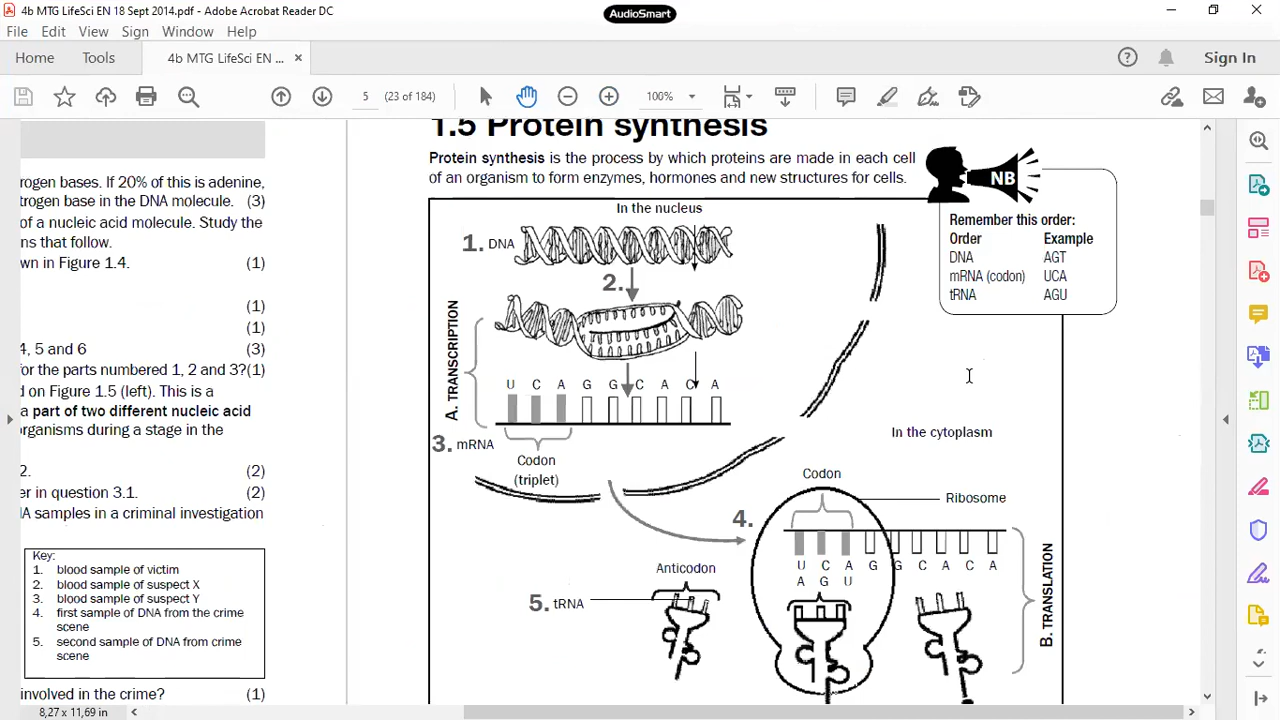 4b MTG LifeSci EN 18 Sept 2014.pdf - Adobe Acrobat Reader DC
AudioSmart
File Edit View Sign Window Help
Home Tools 4b MTG LifeSci EN ... ×
Sign In
5 (23 of 184) 100%
1.5 Protein synthesis
Protein synthesis is the process by which proteins are made in each cell
of an organism to form enzymes, hormones and new structures for cells.
NB
Remember this order:
Order Example
DNA AGT
mRNA (codon) UCA
tRNA AGU
In the nucleus
1. DNA
2.
A. TRANSCRIPTION
U C A G G C A C A
3. mRNA
Codon
(triplet)
In the cytoplasm
Codon
Ribosome
4.
U C A G G C A C A
A G U
Anticodon
5. tRNA
B. TRANSLATION
rogen bases. If 20% of this is adenine,
trogen base in the DNA molecule. (3)
of a nucleic acid molecule. Study the
ns that follow.
wn in Figure 1.4. (1)
(1)
(1)
4, 5 and 6 (3)
for the parts numbered 1, 2 and 3?(1)
d on Figure 1.5 (left). This is a
a part of two different nucleic acid
organisms during a stage in the
2. (2)
er in question 3.1. (2)
A samples in a criminal investigation
Key:
1. blood sample of victim
2. blood sample of suspect X
3. blood sample of suspect Y
4. first sample of DNA from the crime
scene
5. second sample of DNA from crime
scene
involved in the crime? (1)
8,27 x 11,69 in